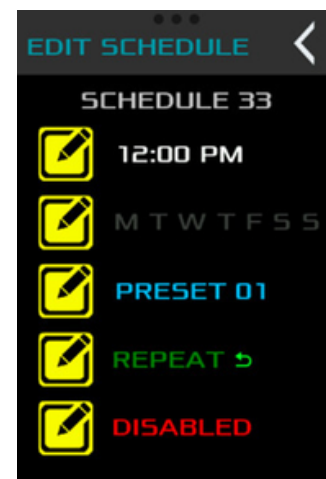 EDIT SCHEDULE
SCHEDULE 33
12:00 PM
M T W T F S S
PRESET 01
REPEAT
DISABLED